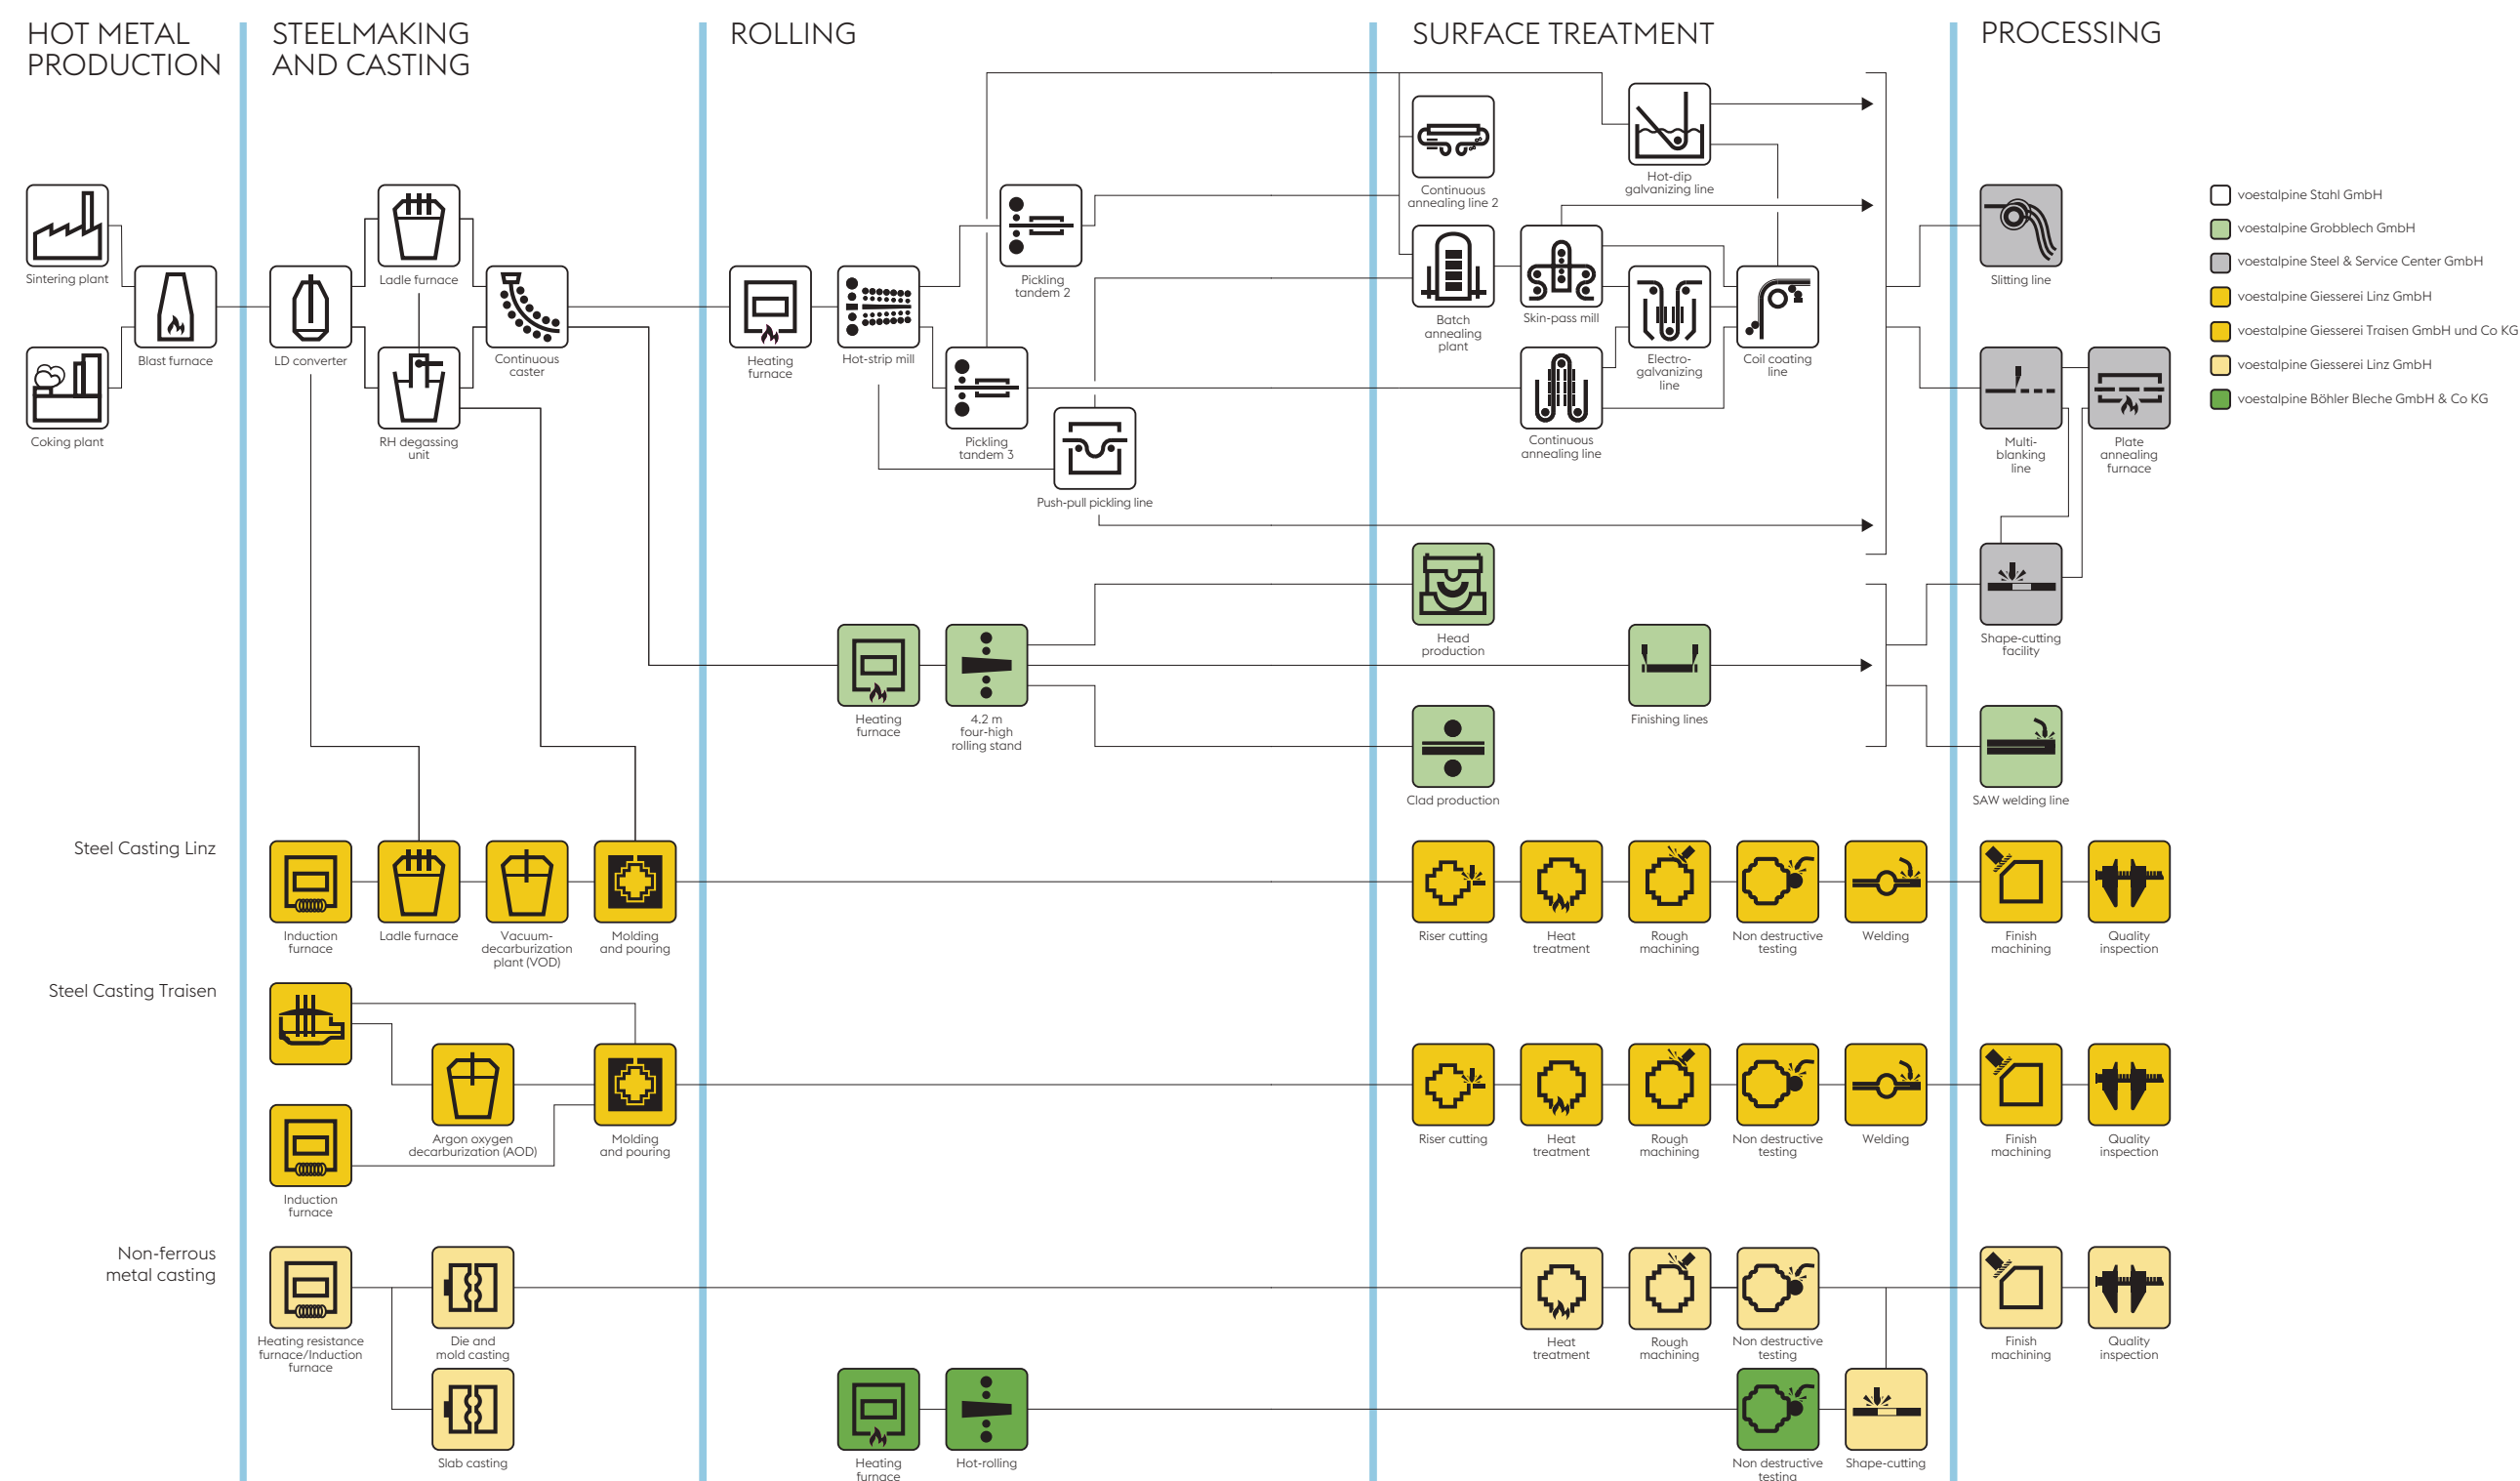 HOT METAL
PRODUCTION
STEELMAKING
AND CASTING
ROLLING
SURFACE TREATMENT
PROCESSING
Sintering plant
Coking plant
Blast furnace
LD converter
Ladle furnace
RH degassing
unit
Continuous
caster
Heating
furnace
Hot-strip mill
Pickling
tandem 2
Pickling
tandem 3
Push-pull pickling line
Continuous
annealing line 2
Batch
annealing
plant
Hot-dip
galvanizing line
Skin-pass mill
Electro-
galvanizing
line
Coil coating
line
Continuous
annealing line
Slitting line
Multi-
blanking
line
Plate
annealing
furnace
Shape-cutting
facility
voestalpine Stahl GmbH
voestalpine Grobblech GmbH
voestalpine Steel & Service Center GmbH
voestalpine Giesserei Linz GmbH
voestalpine Giesserei Traisen GmbH und Co KG
voestalpine Giesserei Linz GmbH
voestalpine Böhler Bleche GmbH & Co KG
Heating
furnace
4.2 m
four-high
rolling stand
Head
production
Finishing lines
Clad production
SAW welding line
Steel Casting Linz
Induction
furnace
Ladle furnace
Vacuum-
decarburization
plant (VOD)
Molding
and pouring
Riser cutting
Heat
treatment
Rough
machining
Non destructive
testing
Welding
Finish
machining
Quality
inspection
Steel Casting Traisen
Argon oxygen
decarburization (AOD)
Molding
and pouring
Induction
furnace
Riser cutting
Heat
treatment
Rough
machining
Non destructive
testing
Welding
Finish
machining
Quality
inspection
Non-ferrous
metal casting
Heating resistance
furnace/Induction
furnace
Die and
mold casting
Slab casting
Heat
treatment
Rough
machining
Non destructive
testing
Finish
machining
Quality
inspection
Heating
furnace
Hot-rolling
Non destructive
testing
Shape-cutting